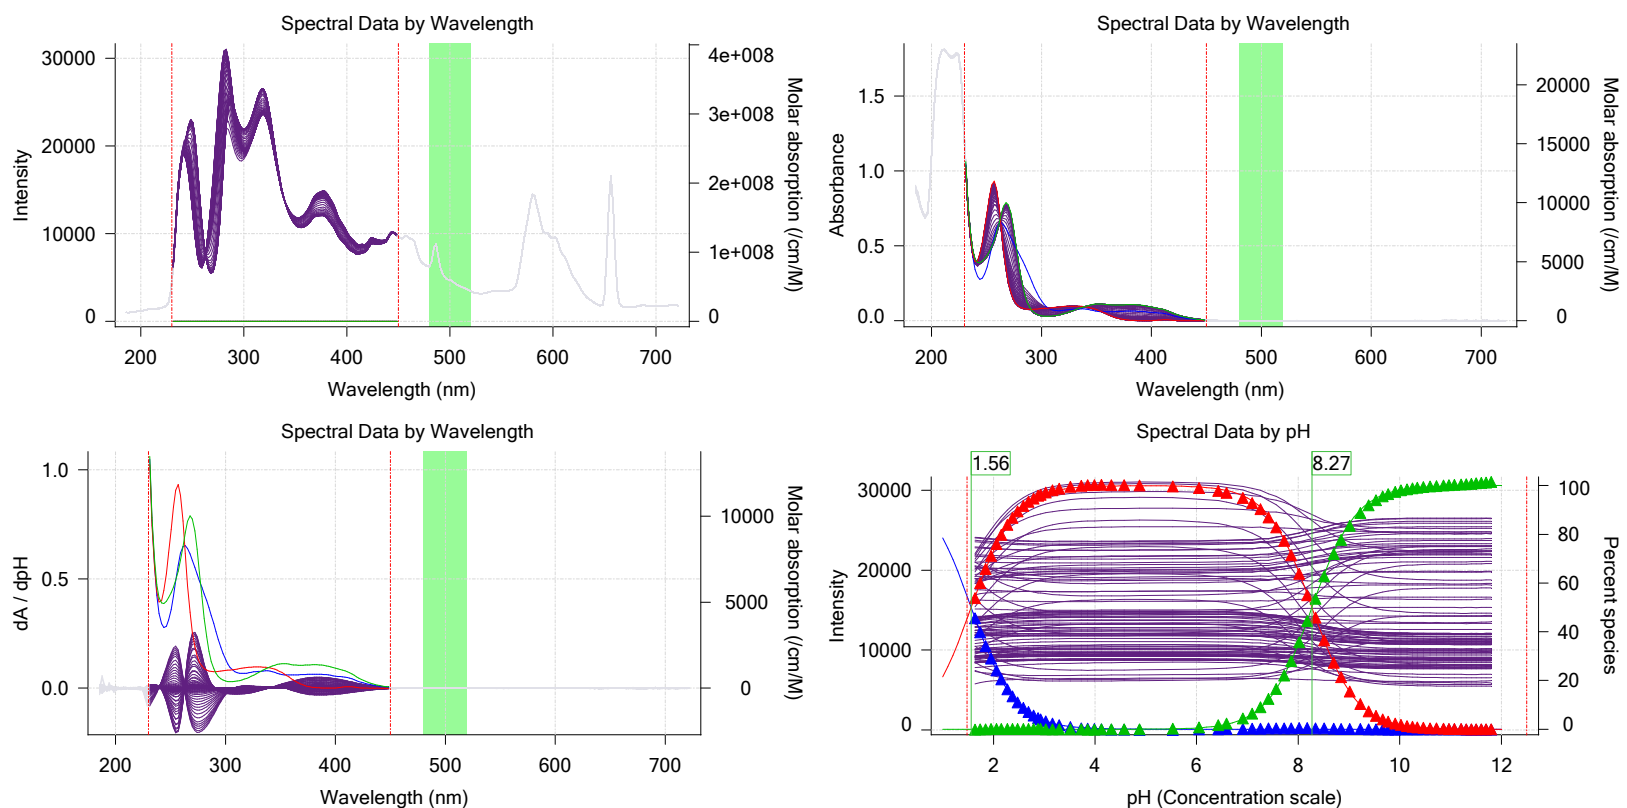 Spectral Data by Wavelength
30000
20000
10000
0
Intensity
4e+008
3e+008
2e+008
1e+008
0
Molar absorption (/cm/M)
200 300 400 500 600 700
Wavelength (nm)
Spectral Data by Wavelength
1.5
1.0
0.5
0.0
Absorbance
20000
15000
10000
5000
0
Molar absorption (/cm/M)
200 300 400 500 600 700
Wavelength (nm)
Spectral Data by Wavelength
1.0
0.5
0.0
dA / dpH
10000
5000
0
Molar absorption (/cm/M)
200 300 400 500 600 700
Wavelength (nm)
Spectral Data by pH
1.56
8.27
30000
20000
10000
0
Intensity
100
80
60
40
20
0
Percent species
2 4 6 8 10 12
pH (Concentration scale)